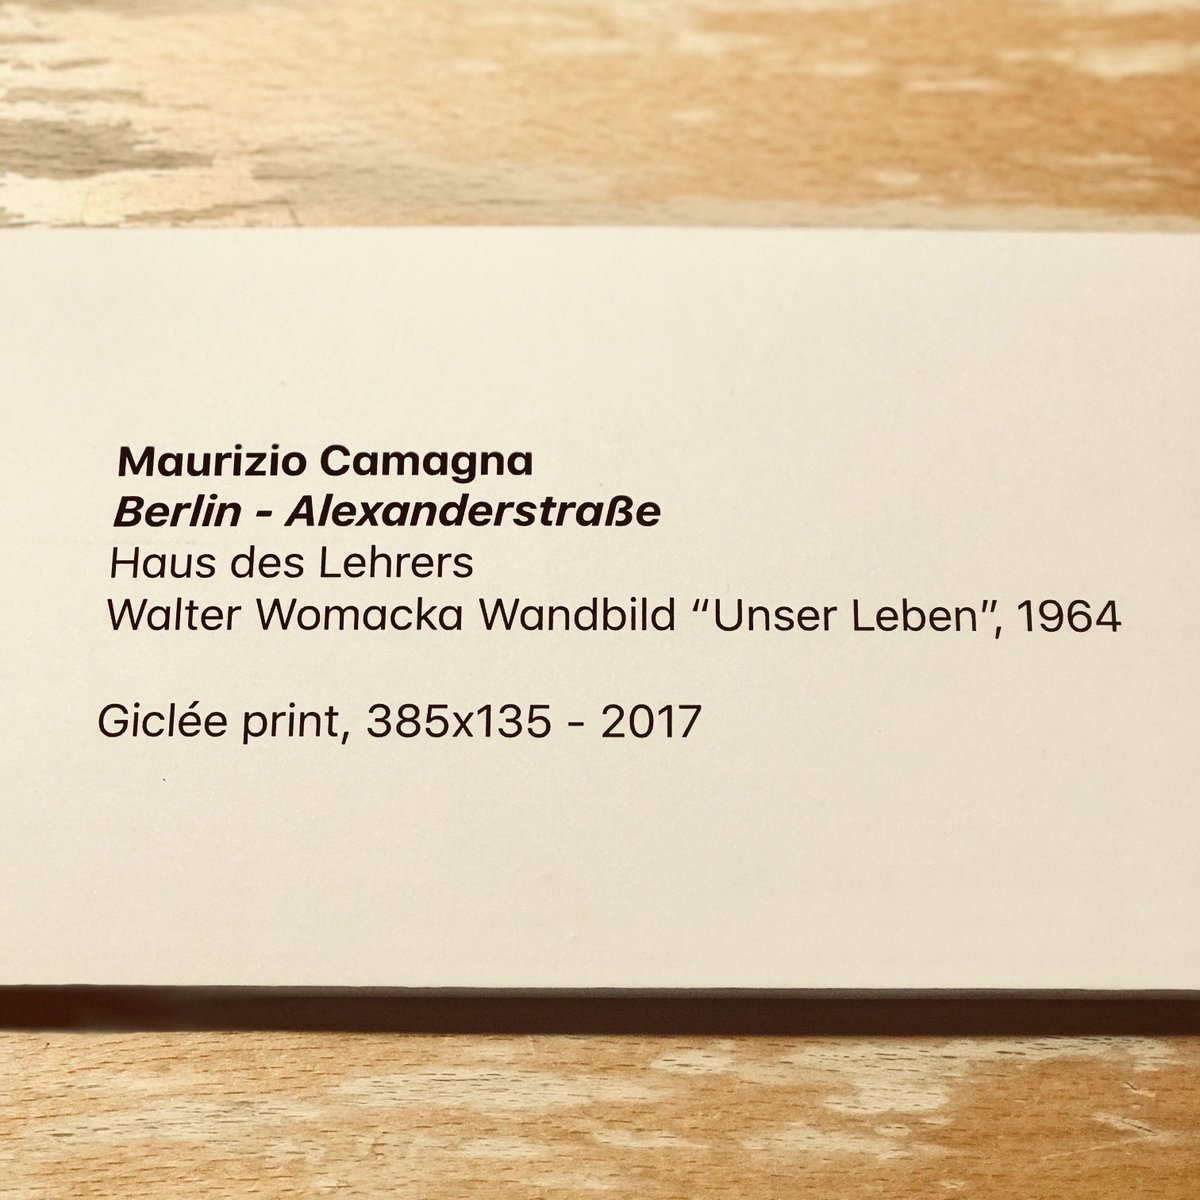 Maurizio Camagna
Berlin - Alexanderstraße
Haus des Lehrers
Walter Womacka Wandbild “Unser Leben”, 1964
Giclée print, 385x135 - 2017